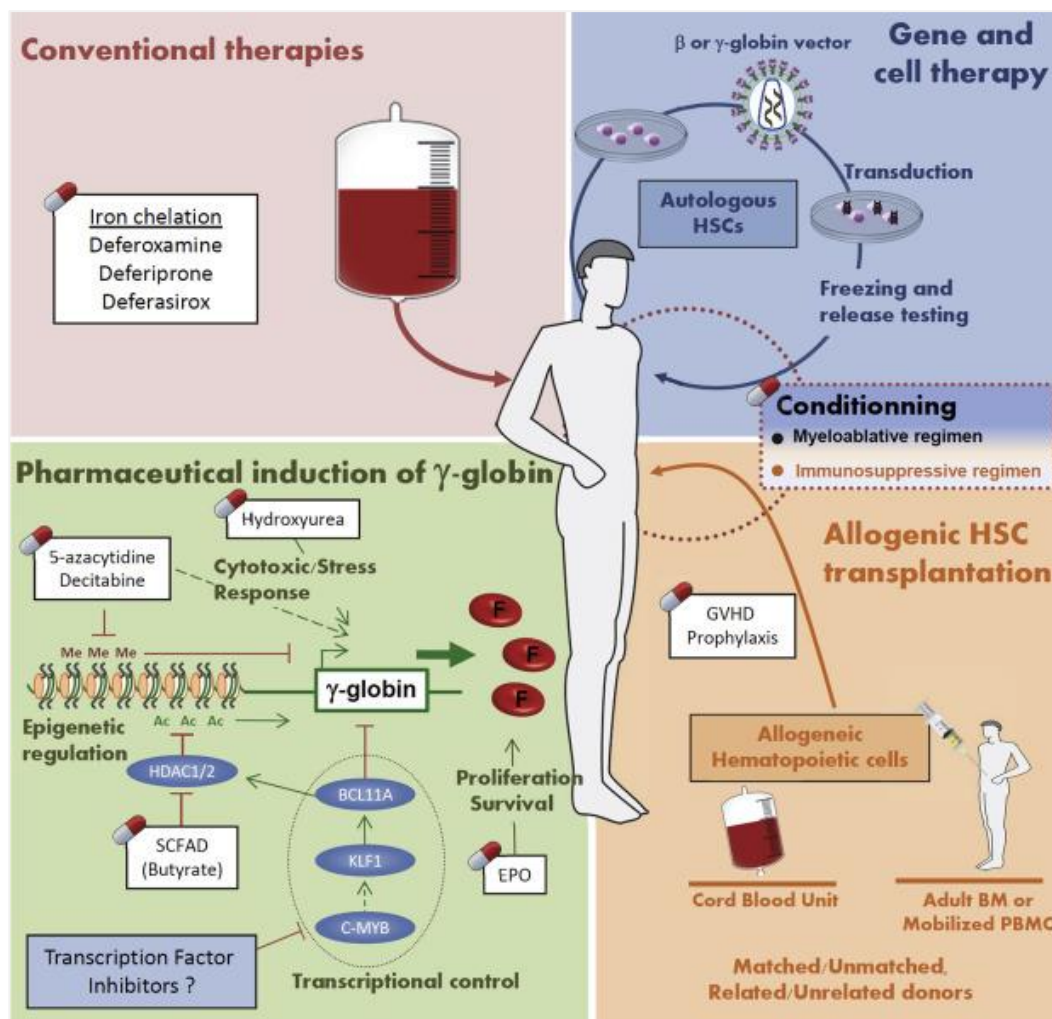 Conventional therapies
Iron chelation
Deferoxamine
Deferiprone
Deferasirox
Gene and
cell therapy
β or γ-globin vector
Transduction
Autologous
HSCs
Freezing and
release testing
Conditionning
Myeloablative regimen
Immunosuppressive regimen
Pharmaceutical induction of γ-globin
Hydroxyurea
5-azacytidine
Decitabine
Cytotoxic/Stress
Response
Me Me Me
γ-globin
F
F
F
Ac Ac Ac
Epigenetic
regulation
HDAC1/2
BCL11A
Proliferation
Survival
SCFAD
(Butyrate)
KLF1
EPO
C-MYB
Transcription Factor
Inhibitors ?
Transcriptional control
Allogenic HSC
transplantation
GVHD
Prophylaxis
Allogeneic
Hematopoietic cells
Cord Blood Unit
Adult BM or
Mobilized PBMC
Matched/Unmatched,
Related/Unrelated donors